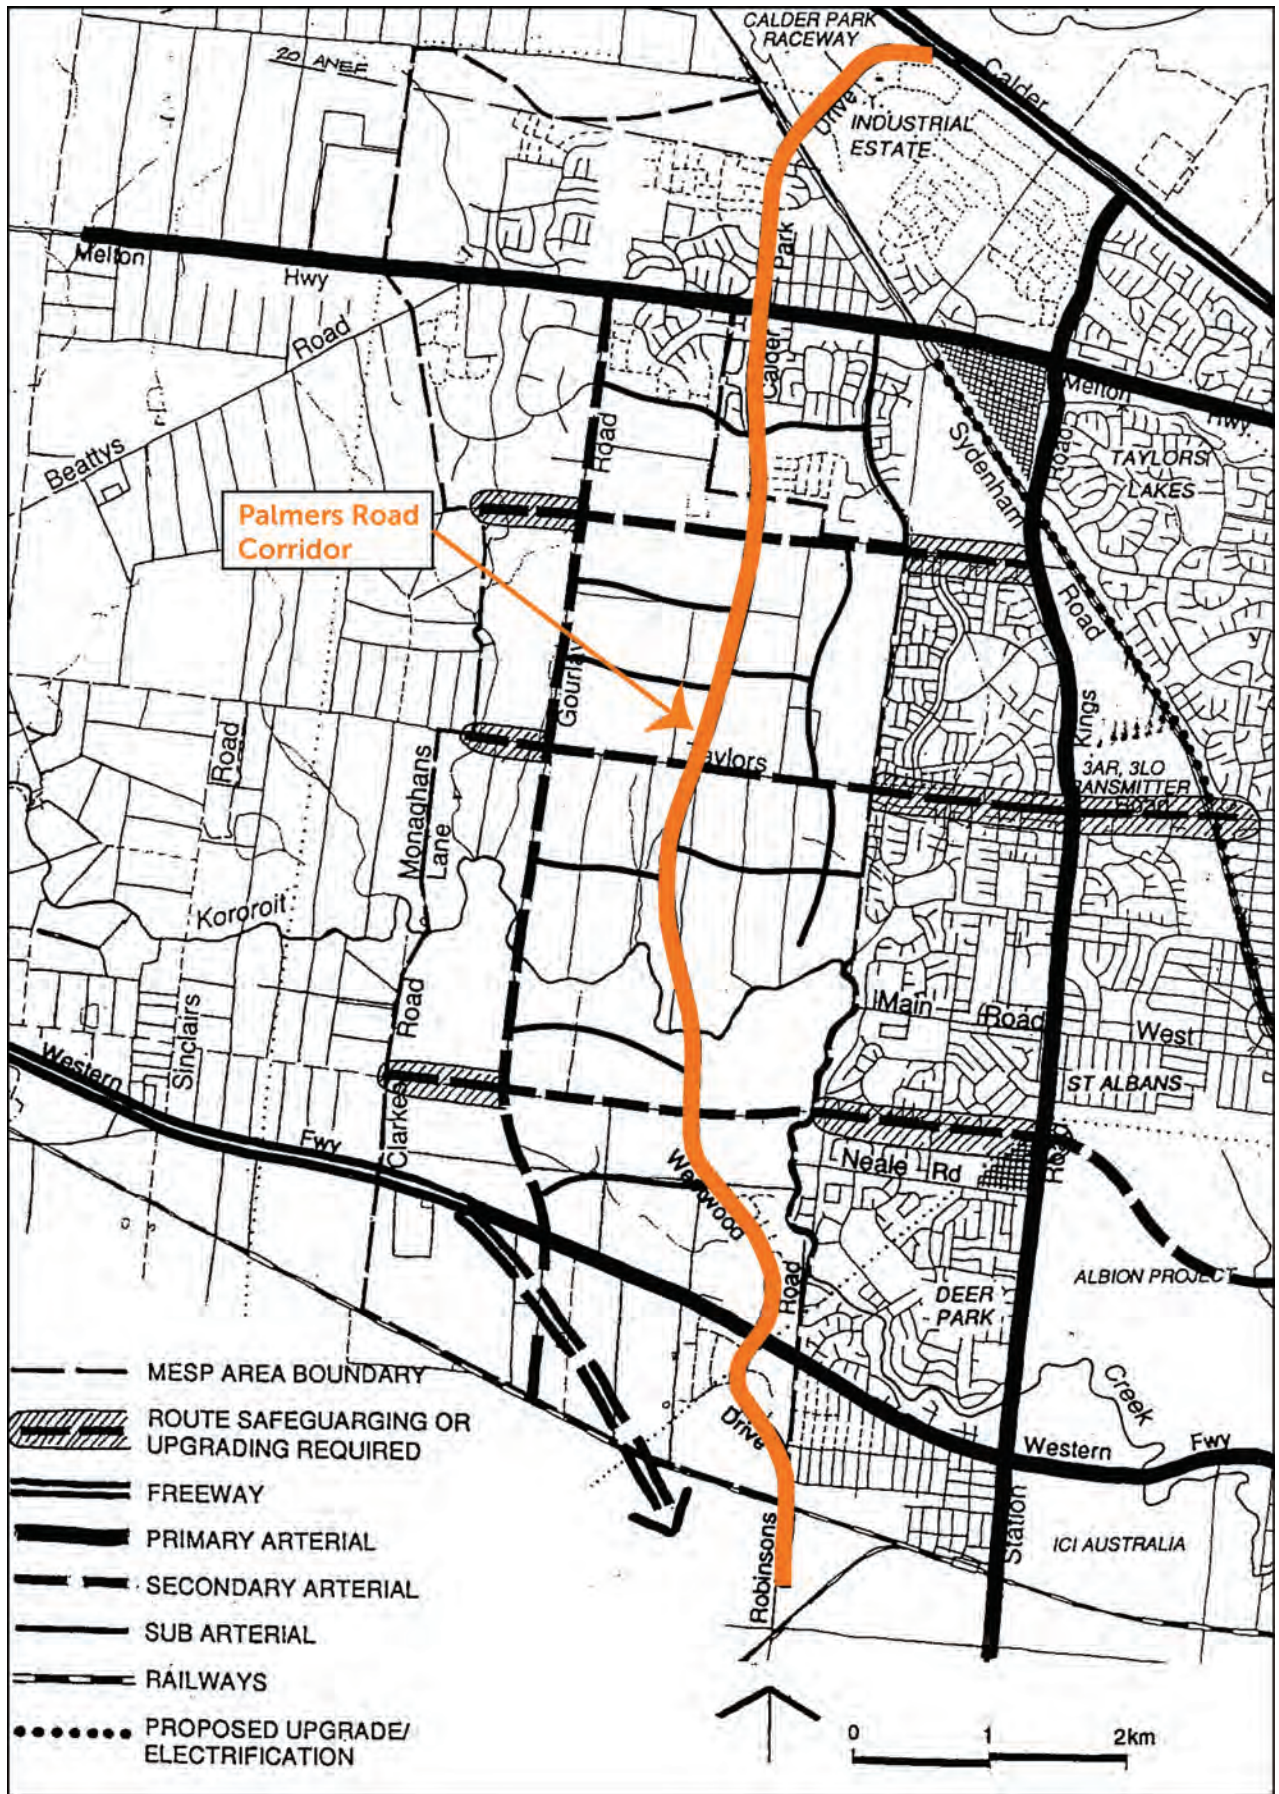 CALDER PARK
RACEWAY
20 ANEF
Calder
Drive
INDUSTRIAL
ESTATE
Park
Calder
Melton
Hwy
Road
Beattys
Road
Melton
Hwy
Road
TAYLORS
LAKES
Sydenham
Road
Palmers Road
Corridor
Gourlay
Kings
Taylors
3AR, 3LO
Road
Road
Monaghans
Lane
Kororoit
Sinclairs
Road
Clarkes
Main
Road
West
ST ALBANS
Western
Fwy
Road
Neale
Rd
Road
DEER
PARK
ALBION PROJECT
Creek
Drive
Western
Fwy
Robinsons
Station
ICI AUSTRALIA
MESP AREA BOUNDARY
ROUTE SAFEGUARGING OR
UPGRADING REQUIRED
FREEWAY
PRIMARY ARTERIAL
SECONDARY ARTERIAL
SUB ARTERIAL
RAILWAYS
PROPOSED UPGRADE/
ELECTRIFICATION
0
1
2km